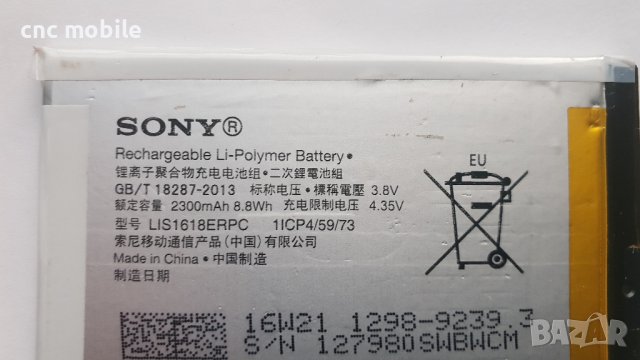 cnc mobile
SONY®
Rechargeable Li-Polymer Battery•
锂离子聚合物充电电池组•二次鋰電池組
GB/T 18287-2013 标称电压•標稱電壓 3.8V
额定容量 2300mAh 8.8Wh 充电限制电压 4.35V
型号 LIS1618ERPC 1ICP4/59/73
索尼移动通信产品(中国)有限公司
Made in China•中国制造
制造日期
EU
16W21 1298-9239 3
S/N 127980SWBWCM
BAZAR